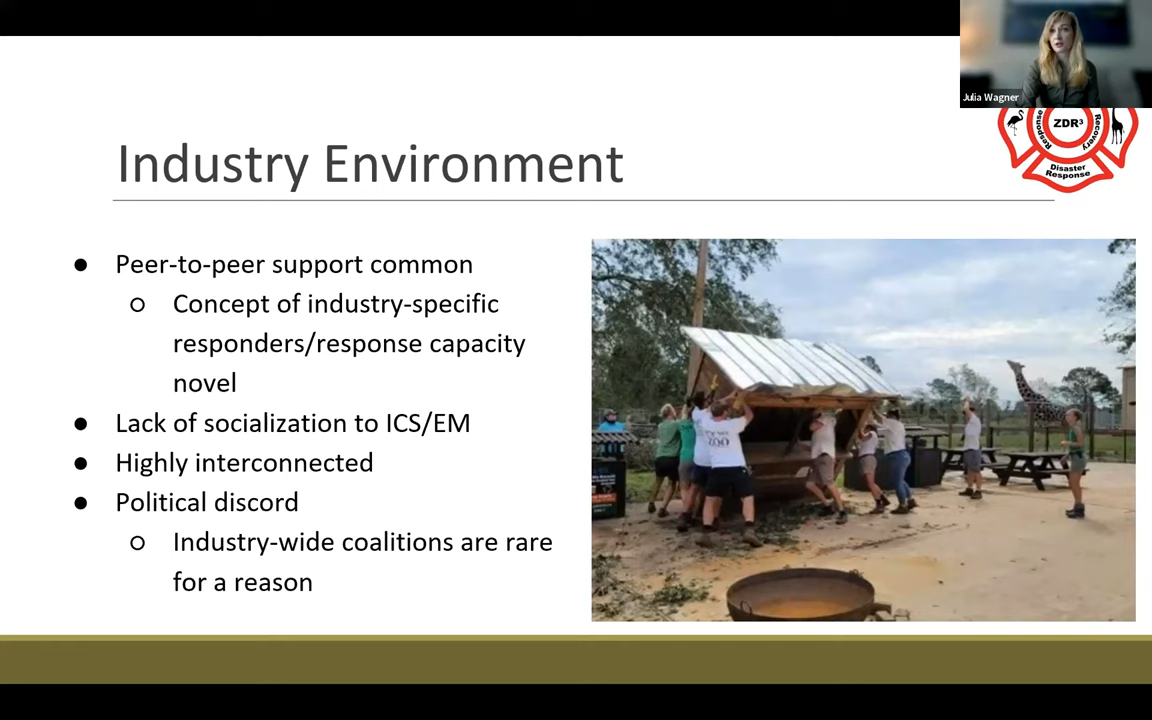 Julia Wagner
Response
ZDR³
Recovery
Disaster
Response
Industry Environment
● Peer-to-peer support common
○ Concept of industry-specific
responders/response capacity
novel
● Lack of socialization to ICS/EM
● Highly interconnected
● Political discord
○ Industry-wide coalitions are rare
for a reason
ZOO